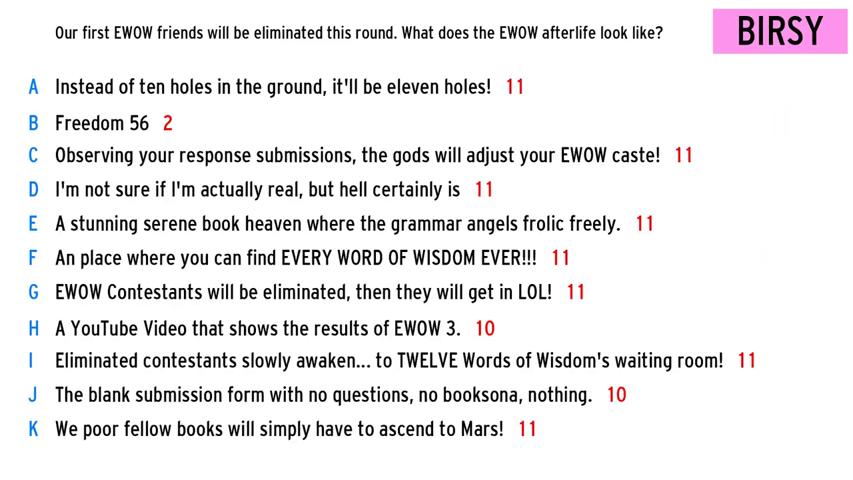 Our first EWOW friends will be eliminated this round. What does the EWOW afterlife look like?
BIRSY
A Instead of ten holes in the ground, it'll be eleven holes! 11
B Freedom 56 2
C Observing your response submissions, the gods will adjust your EWOW caste! 11
D I'm not sure if I'm actually real, but hell certainly is 11
E A stunning serene book heaven where the grammar angels frolic freely. 11
F An place where you can find EVERY WORD OF WISDOM EVER!!! 11
G EWOW Contestants will be eliminated, then they will get in LOL! 11
H A YouTube Video that shows the results of EWOW 3. 10
I Eliminated contestants slowly awaken... to TWELVE Words of Wisdom's waiting room! 11
J The blank submission form with no questions, no booksona, nothing. 10
K We poor fellow books will simply have to ascend to Mars! 11